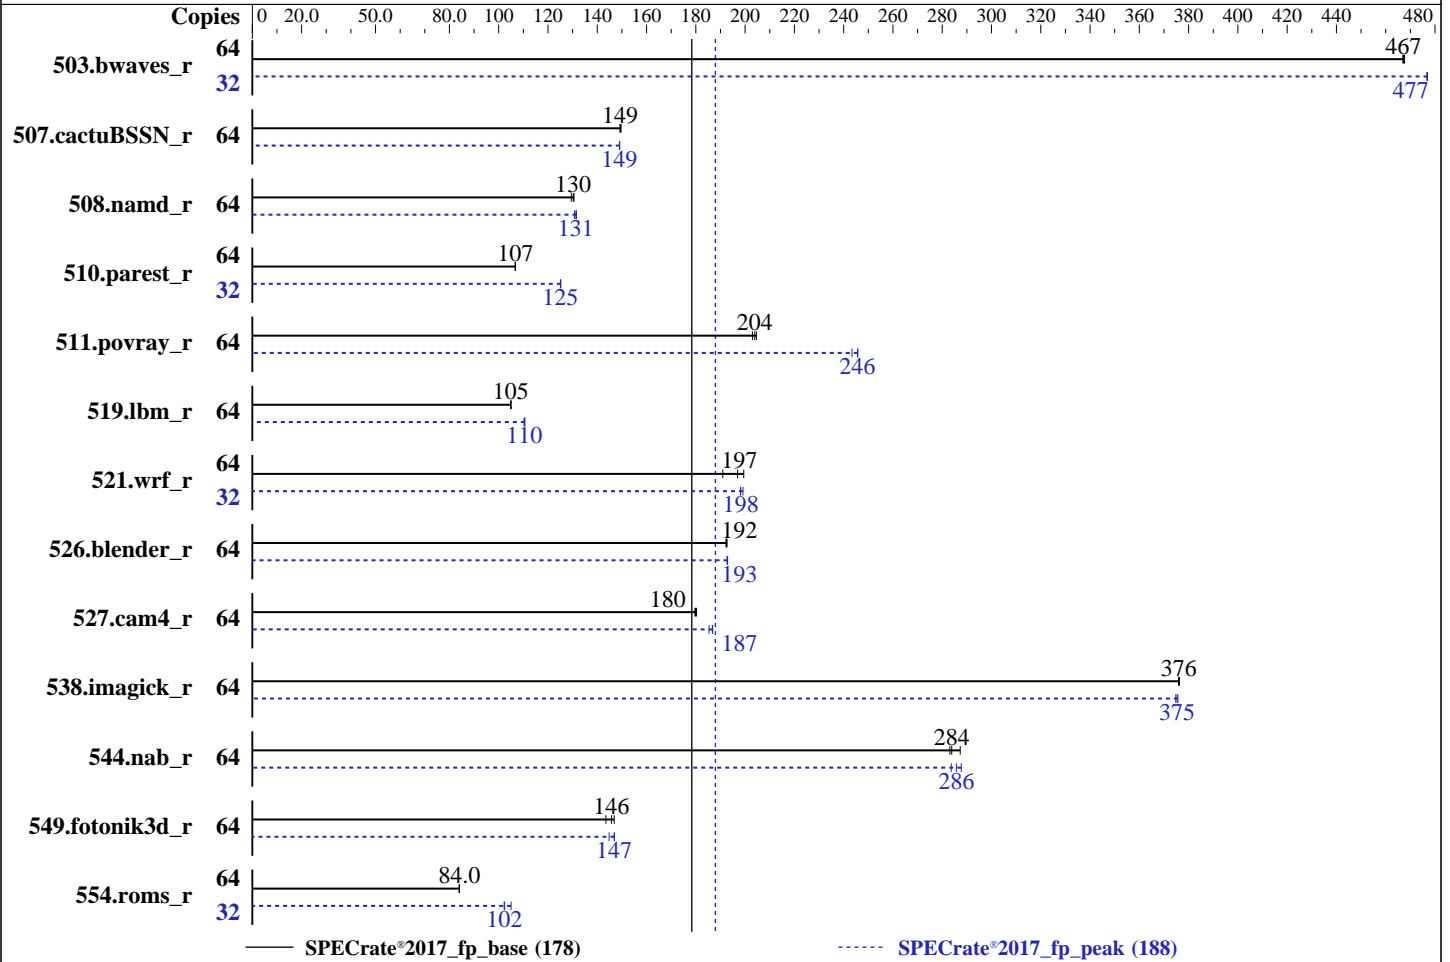 Copies 0 20.0 50.0 80.0 100 120 140 160 180 200 220 240 260 280 300 320 340 360 380 400 420 440 480
503.bwaves_r 64 467
32 477
507.cactuBSSN_r 64 149
149
508.namd_r 64 130
131
510.parest_r 64 107
32 125
511.povray_r 64 204
246
519.lbm_r 64 105
110
521.wrf_r 64 197
32 198
526.blender_r 64 192
193
527.cam4_r 64 180
187
538.imagick_r 64 376
375
544.nab_r 64 284
286
549.fotonik3d_r 64 146
147
554.roms_r 64 84.0
32 102
SPECrate®2017_fp_base (178) SPECrate®2017_fp_peak (188)